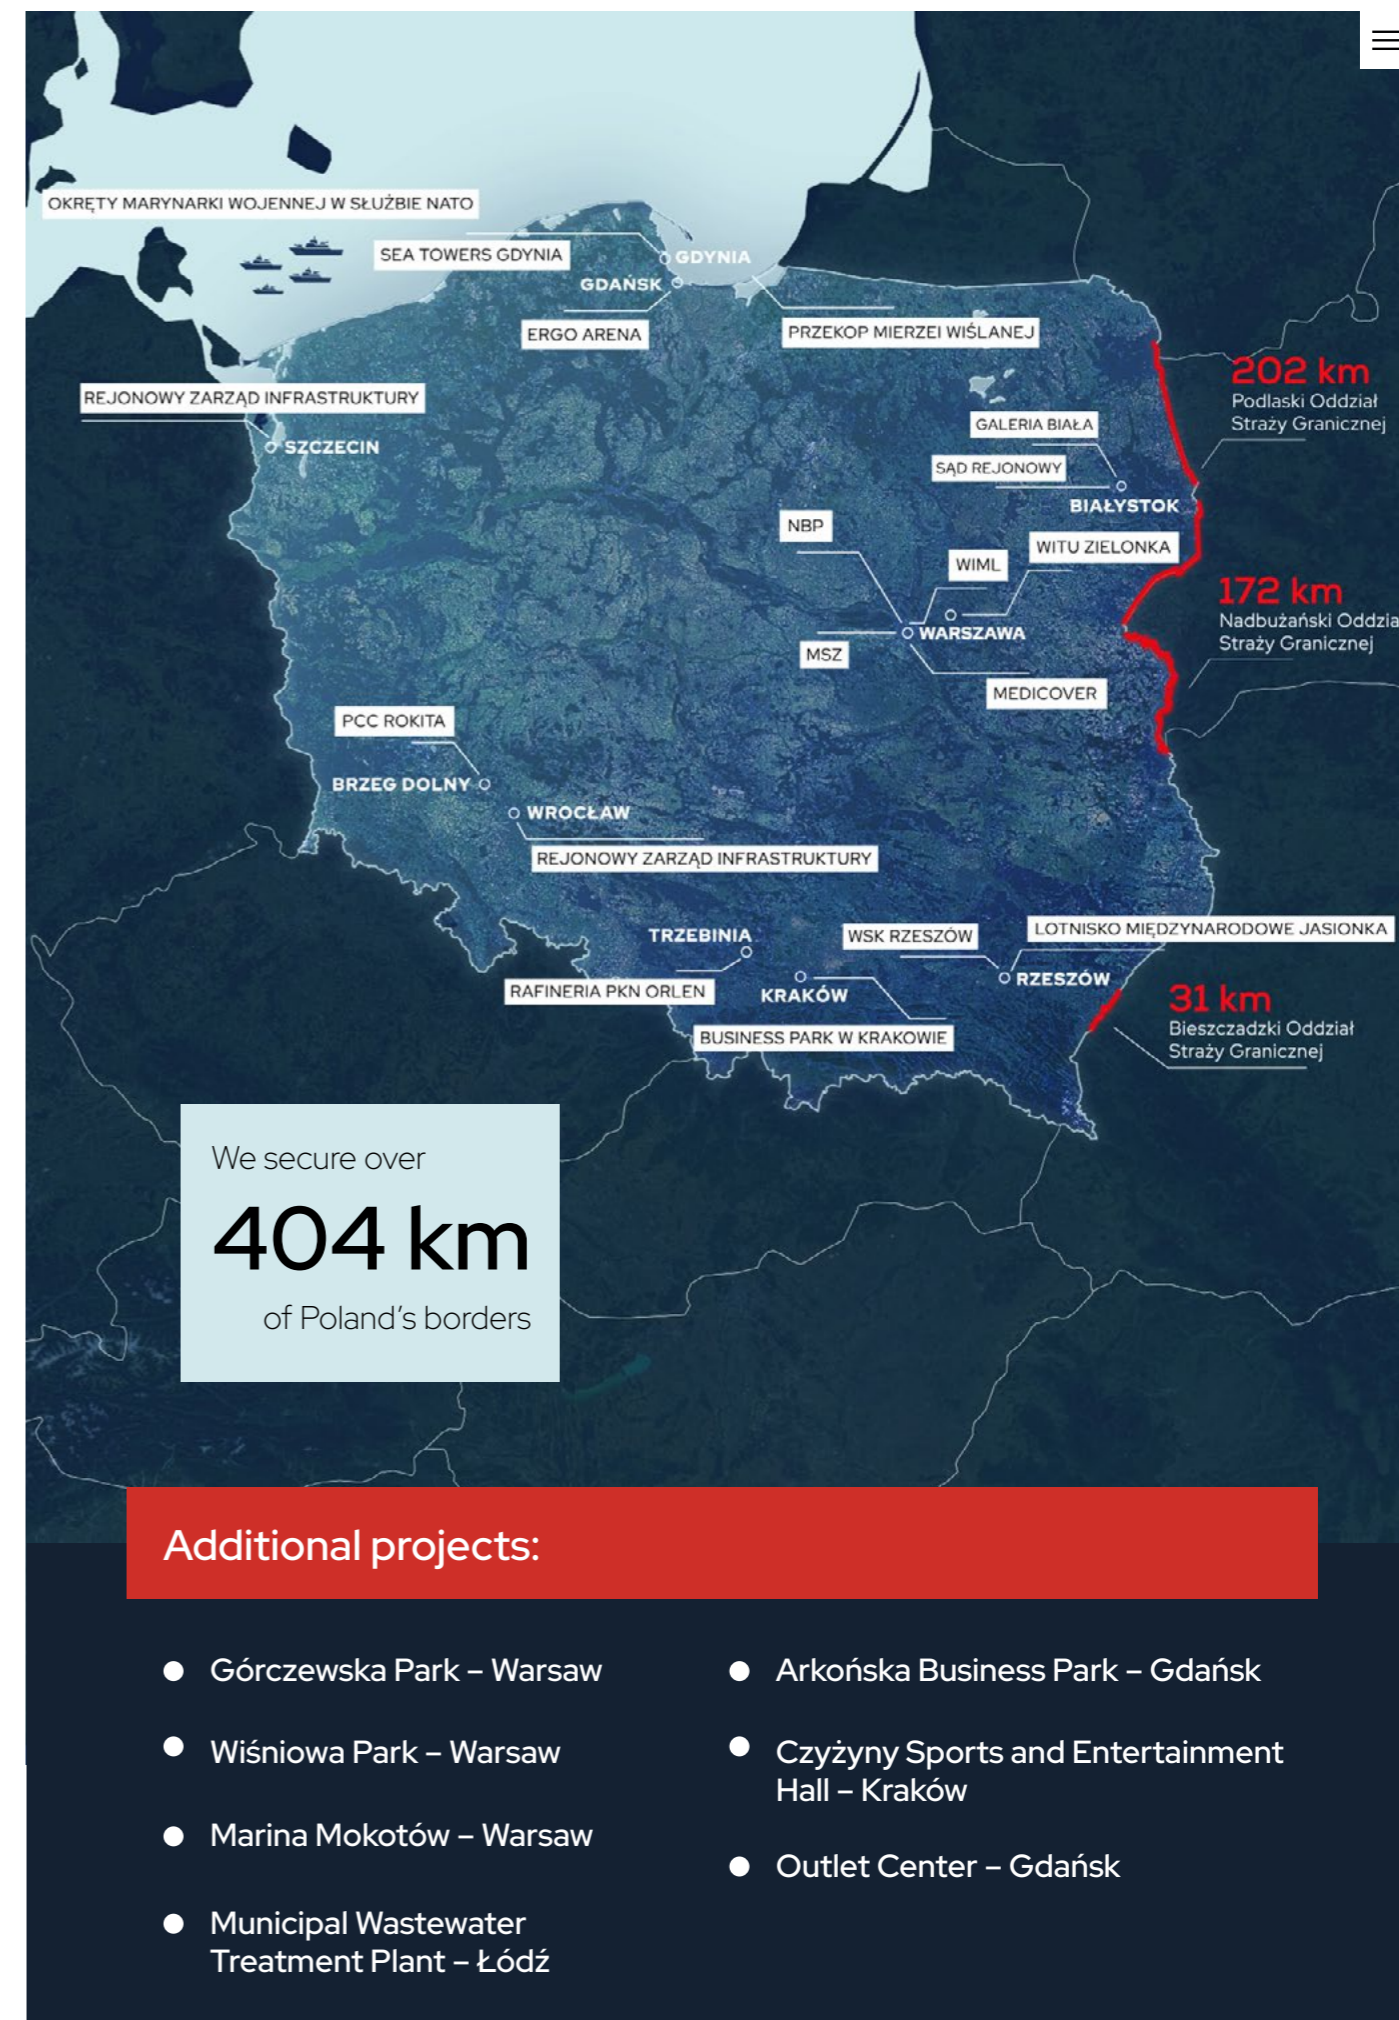 OKRĘTY MARYNARKI WOJENNEJ W SŁUŻBIE NATO
SEA TOWERS GDYNIA
GDYNIA
GDAŃSK
ERGO ARENA
PRZEKOP MIERZEI WIŚLANEJ
202 km
Podlaski Oddział
Straży Granicznej
REJONOWY ZARZĄD INFRASTRUKTURY
SZCZECIN
GALERIA BIAŁA
SĄD REJONOWY
BIAŁYSTOK
NBP
WITU ZIELONKA
WIML
172 km
Nadbużański Oddzia
Straży Granicznej
WARSZAWA
MSZ
MEDICOVER
PCC ROKITA
BRZEG DOLNY
WROCŁAW
REJONOWY ZARZĄD INFRASTRUKTURY
TRZEBINIA
WSK RZESZÓW
LOTNISKO MIĘDZYNARODOWE JASIONKA
RZESZÓW
RAFINERIA PKN ORLEN
KRAKÓW
31 km
Bieszczadzki Oddział
Straży Granicznej
BUSINESS PARK W KRAKOWIE
We secure over
404 km
of Poland's borders
Additional projects:
Górczewska Park – Warsaw
Wiśniowa Park – Warsaw
Marina Mokotów – Warsaw
Municipal Wastewater
Treatment Plant – Łódź
Arkońska Business Park – Gdańsk
Czyżyny Sports and Entertainment
Hall – Kraków
Outlet Center – Gdańsk